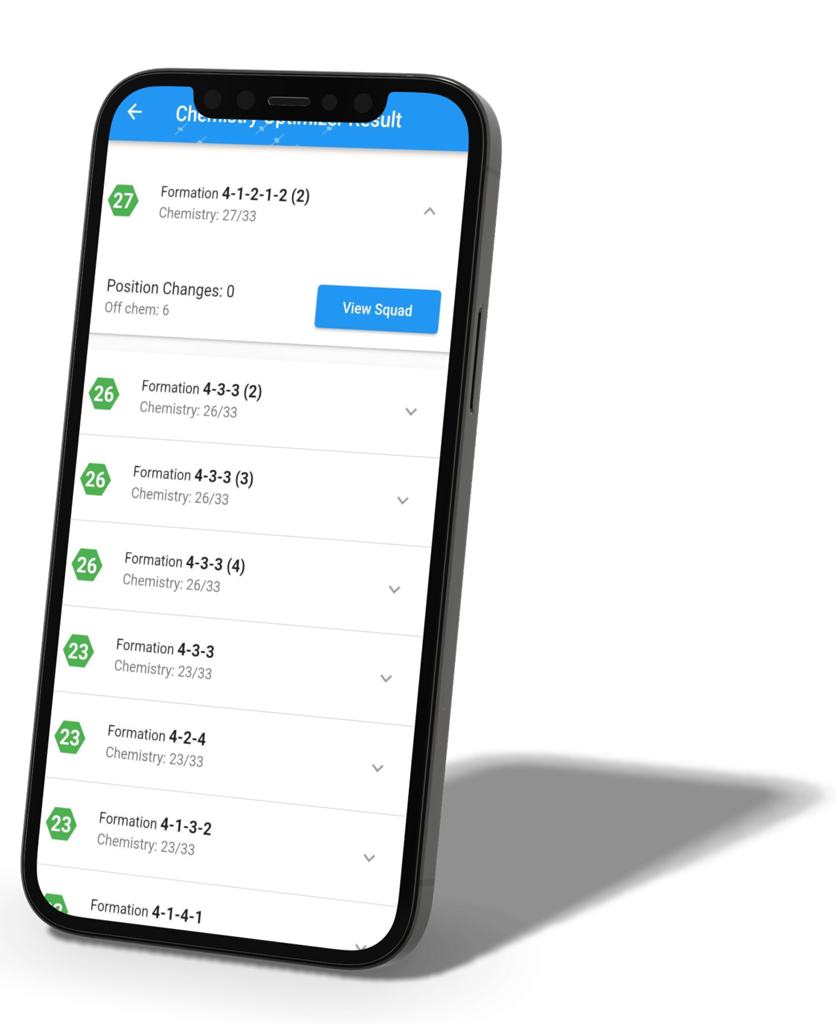 Chemistry Optimizer Result
27
Formation 4-1-2-1-2 (2)
Chemistry: 27/33
Position Changes: 0
Off chem: 6
View Squad
26
Formation 4-3-3 (2)
Chemistry: 26/33
26
Formation 4-3-3 (3)
Chemistry: 26/33
26
Formation 4-3-3 (4)
Chemistry: 26/33
23
Formation 4-3-3
Chemistry: 23/33
23
Formation 4-2-4
Chemistry: 23/33
23
Formation 4-1-3-2
Chemistry: 23/33
Formation 4-1-4-1